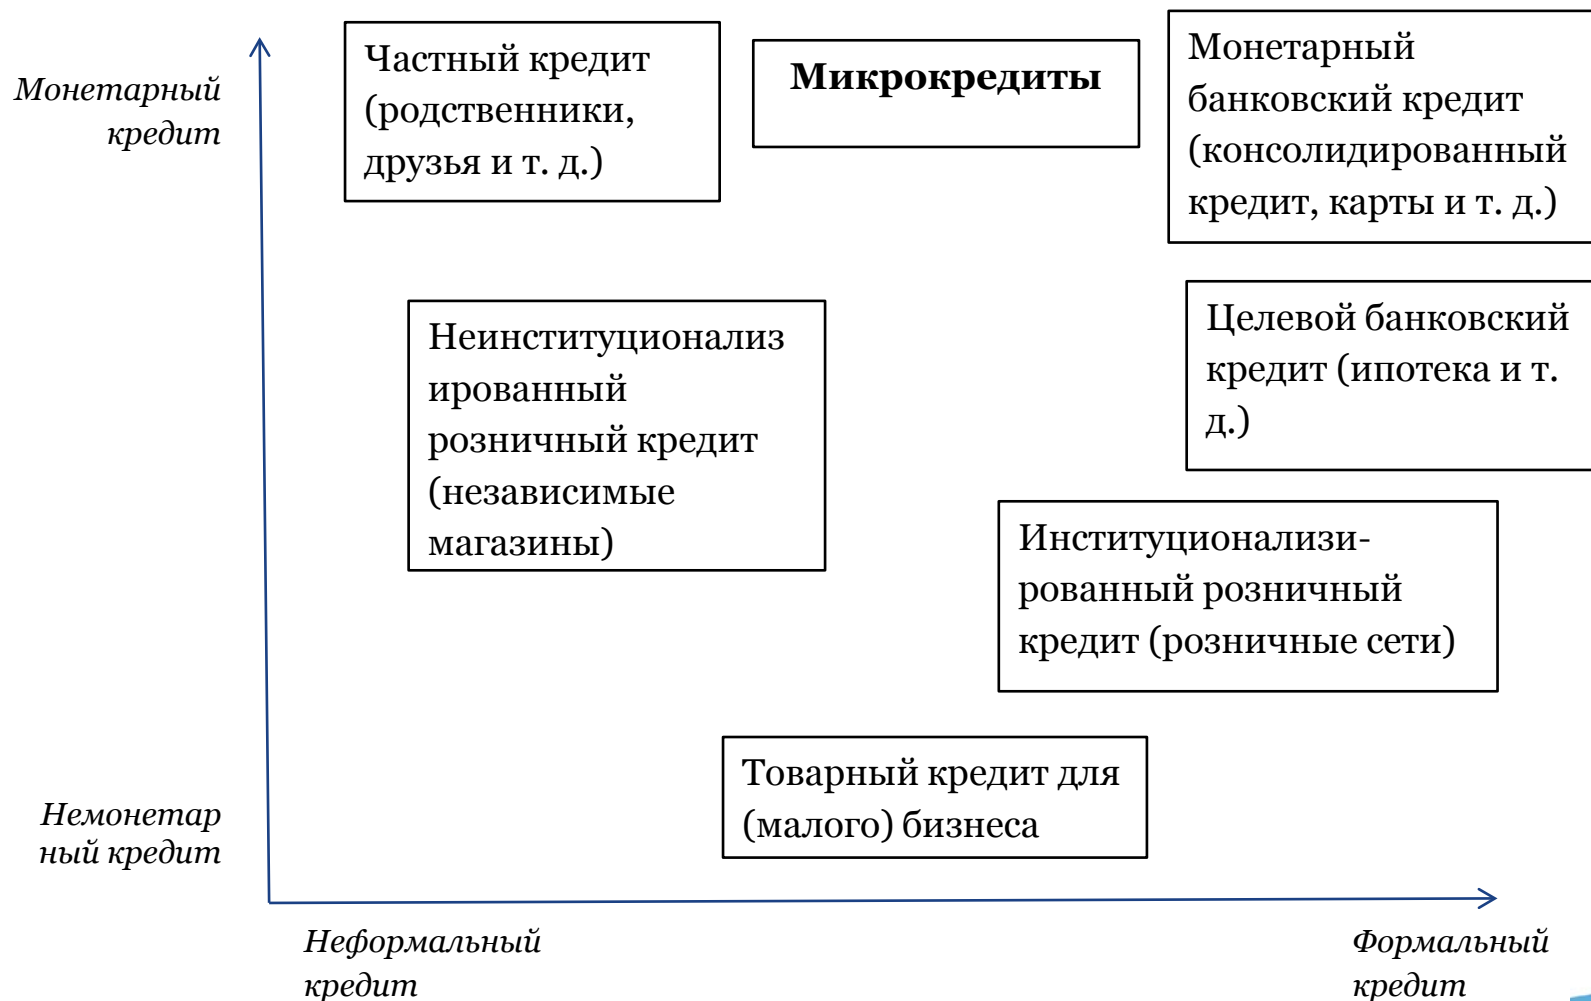 Монетарный
кредит
Частный кредит
(родственники,
друзья и т. д.)
Микрокредиты
Монетарный
банковский кредит
(консолидированный
кредит, карты и т. д.)
Неинституционализ
ированный
розничный кредит
(независимые
магазины)
Целевой банковский
кредит (ипотека и т.
д.)
Институционализи-
рованный розничный
кредит (розничные сети)
Товарный кредит для
(малого) бизнеса
Немонетар
ный кредит
Неформальный
кредит
Формальный
кредит